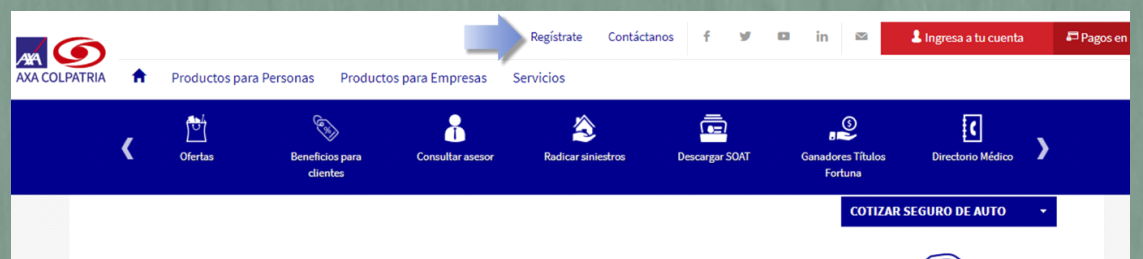 Regístrate Contáctanos Ingresa a tu cuenta Pagos en
AXA
AXA COLPATRIA
Productos para Personas Productos para Empresas Servicios
Ofertas
Beneficios para
clientes
Consultar asesor
Radicar siniestros
Descargar SOAT
Ganadores Títulos
Fortuna
Directorio Médico
COTIZAR SEGURO DE AUTO